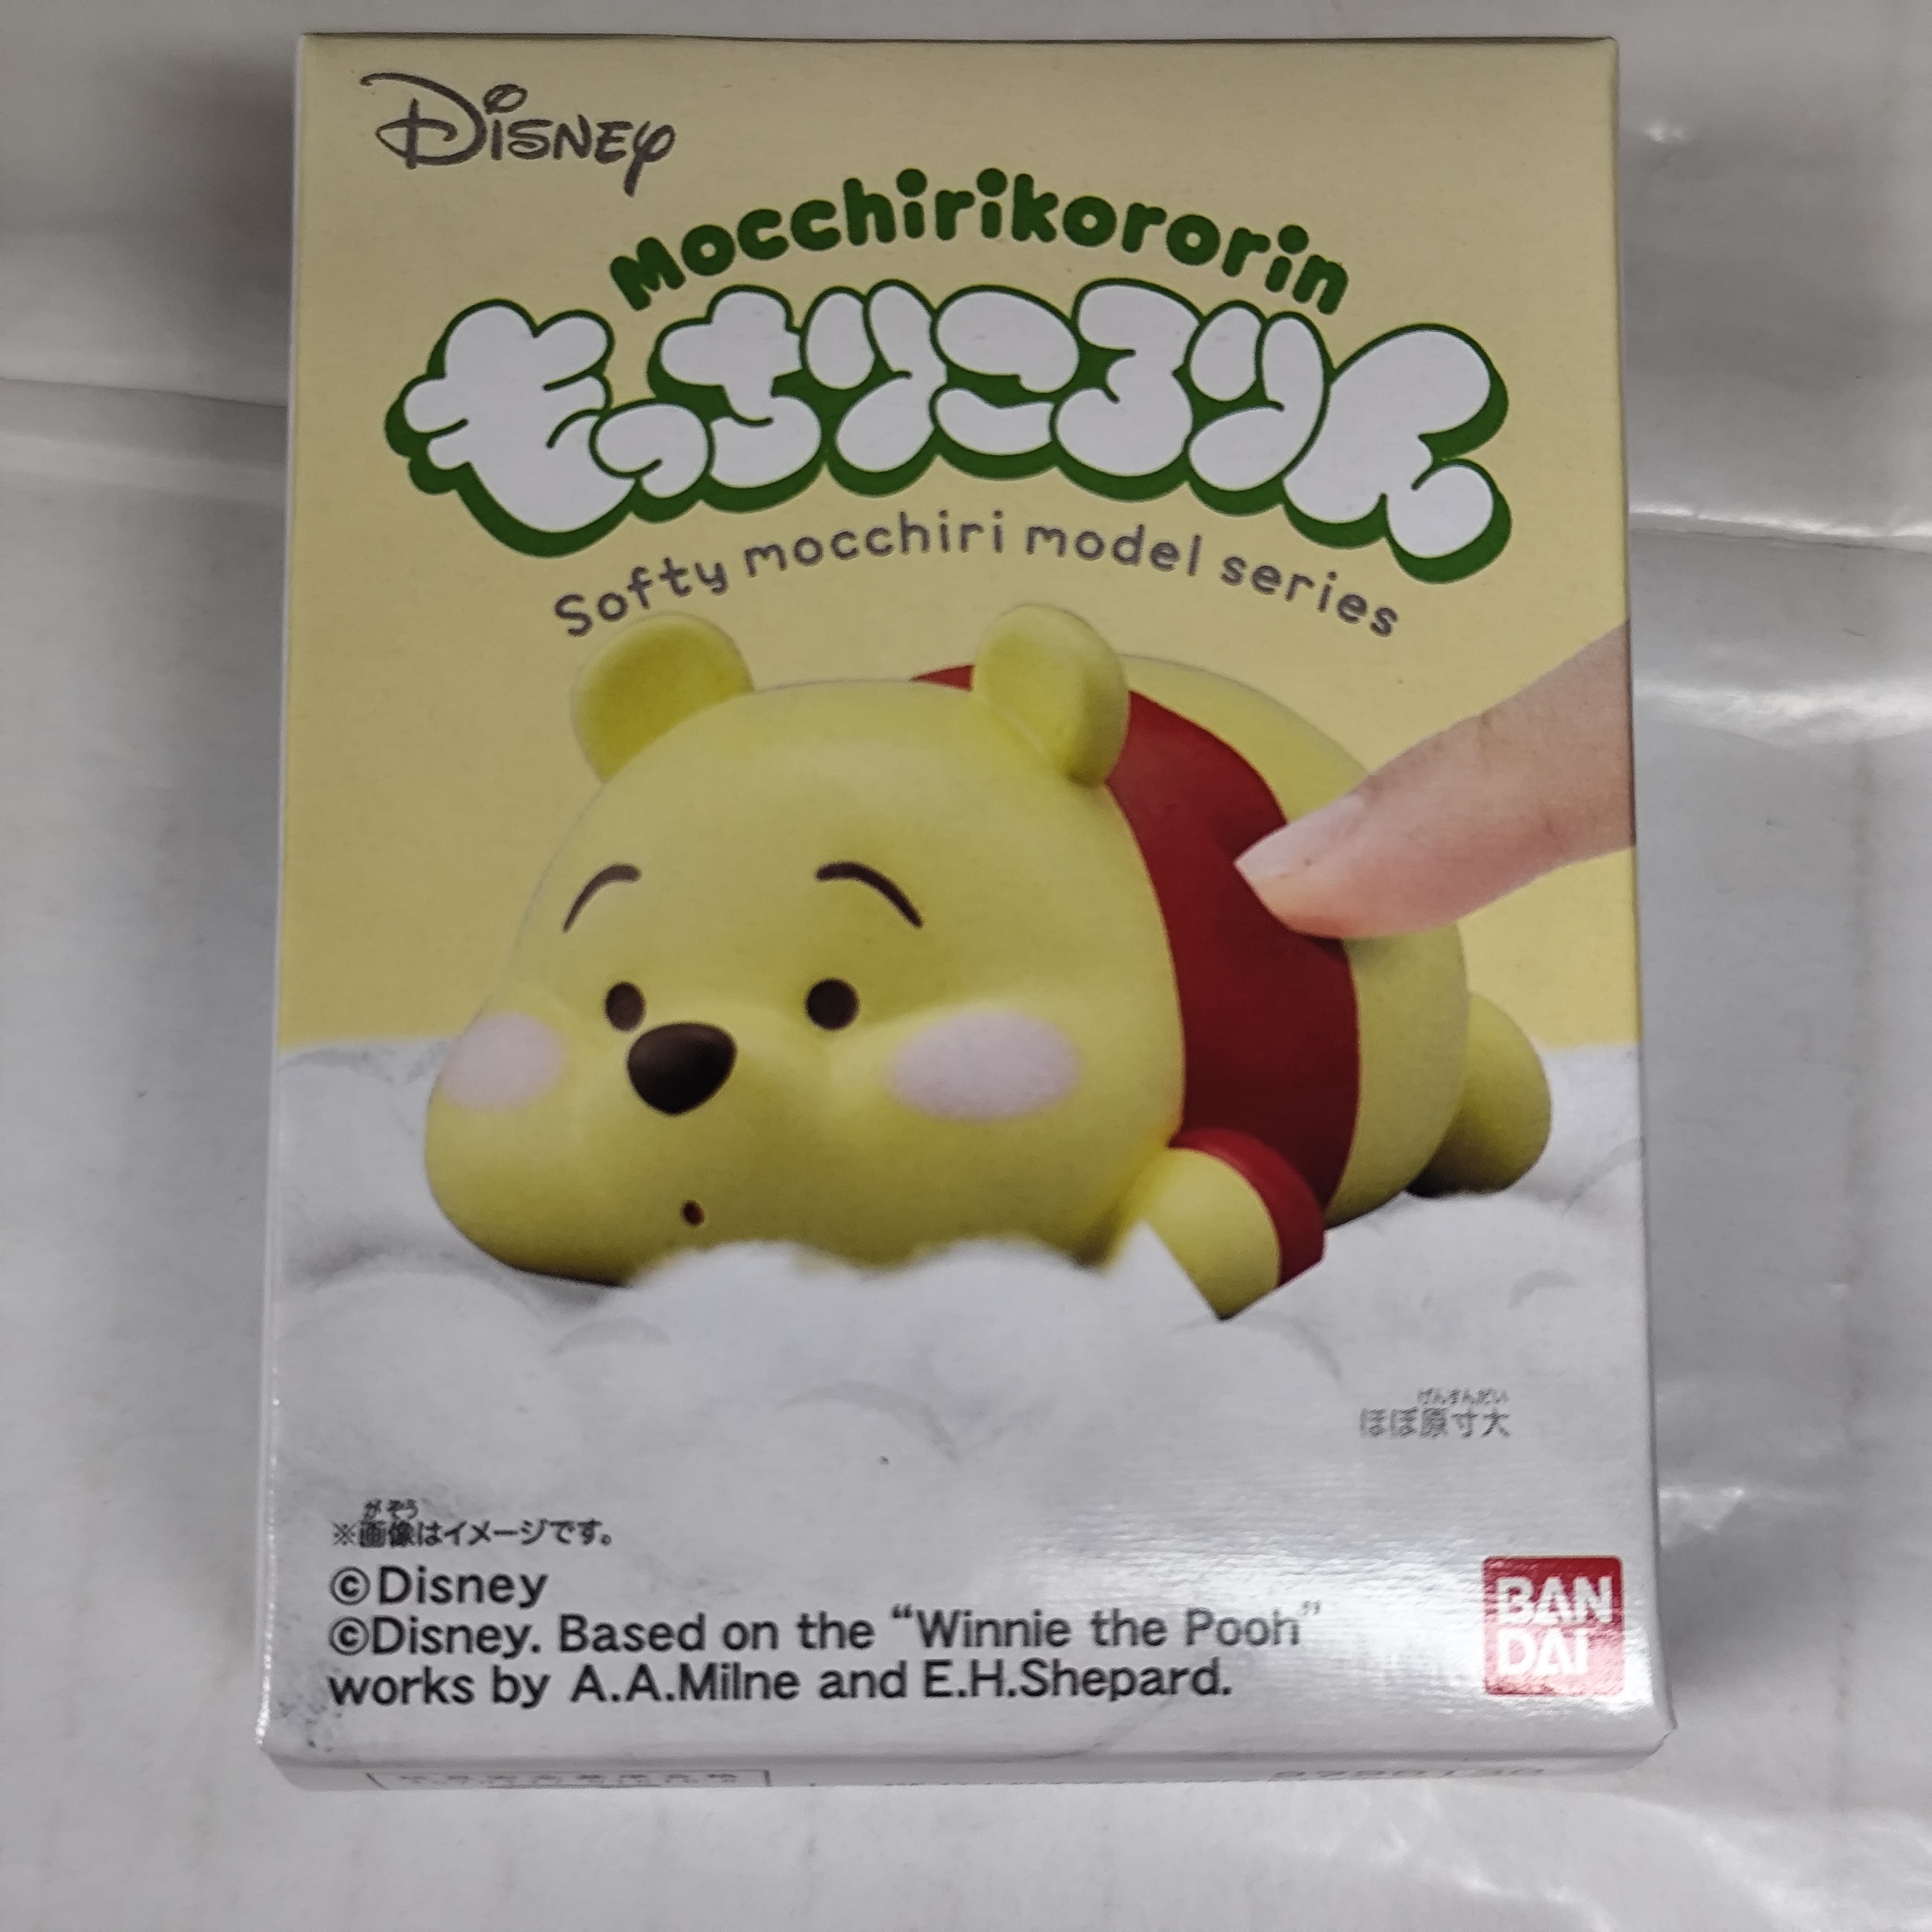 Disney
Mocchirikororin
もっちりころりん
Softy mocchiri model series
げんすんだい
ほぼ原寸大
がぞう
※画像はイメージです。
©Disney
©Disney. Based on the “Winnie the Pooh”
works by A.A.Milne and E.H.Shepard.
BAN
DAI